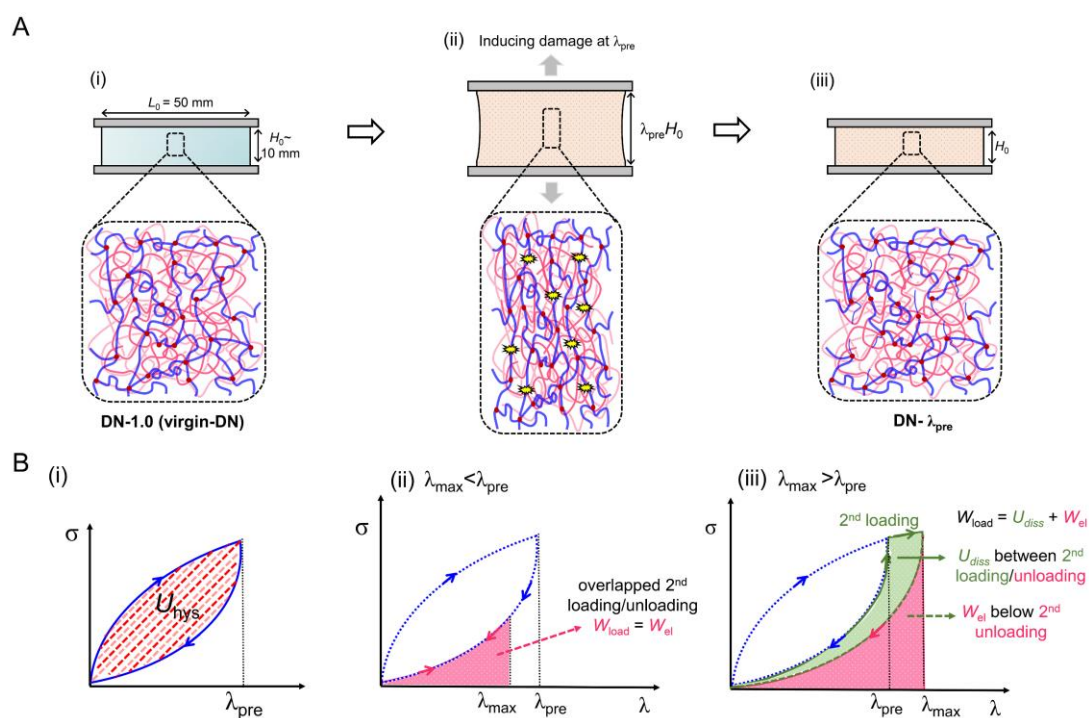 A
(i)
L₀ = 50 mm
H₀~
10 mm
DN-1.0 (virgin-DN)
(ii) Inducing damage at λpre
λpreH₀
(iii)
H₀
DN- λpre
B
(i)
σ
Uhys
λpre
(ii) λmax<λpre
σ
overlapped 2nd
loading/unloading
Wload = Wel
λmax
λpre
λ
(iii) λmax >λpre
σ
2nd loading
Wload = Udiss + Wel
Udiss between 2nd
loading/unloading
Wel below 2nd
unloading
λpre
λmax
λ